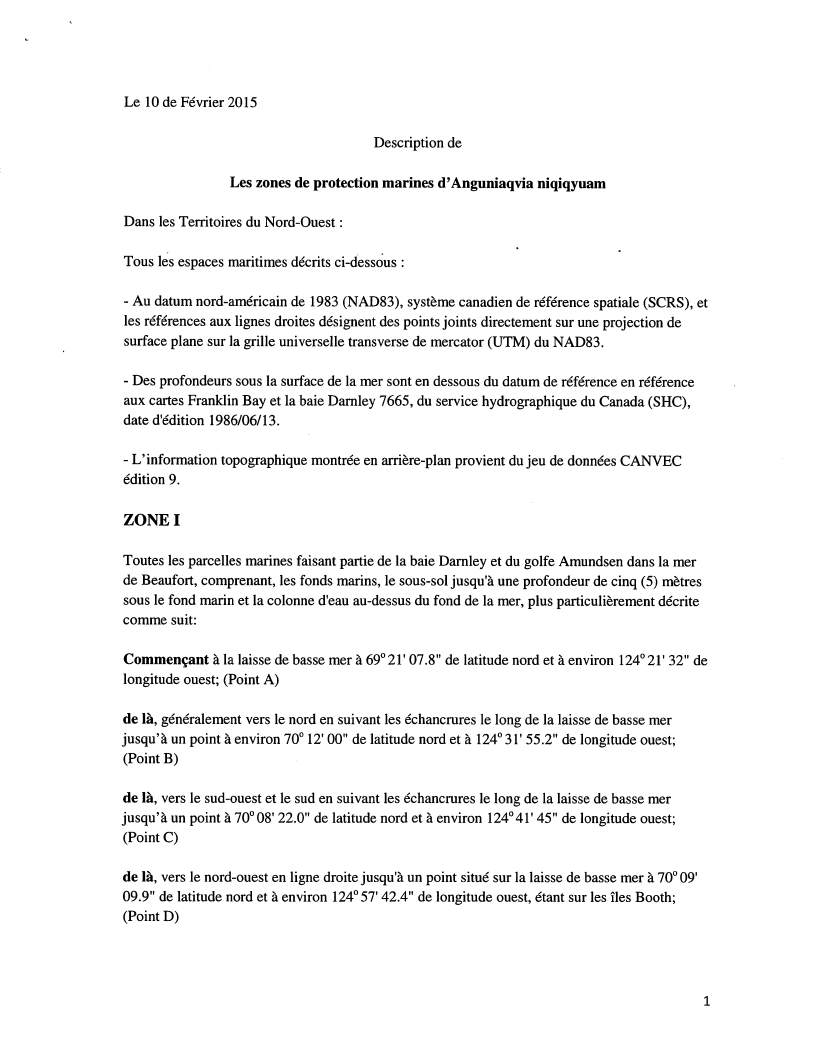 Le 10 de Février 2015
Description de
Les zones de protection marines d'Anguniaqvia niqiqyuam
Dans les Territoires du Nord-Ouest :
Tous les espaces maritimes décrits ci-dessous :
- Au datum nord-américain de 1983 (NAD83), système canadien de référence spatiale (SCRS), et
les références aux lignes droites désignent des points joints directement sur une projection de
surface plane sur la grille universelle transverse de mercator (UTM) du NAD83.
- Des profondeurs sous la surface de la mer sont en dessous du datum de référence en référence
aux cartes Franklin Bay et la baie Darnley 7665, du service hydrographique du Canada (SHC),
date d'édition 1986/06/13.
- L'information topographique montrée en arrière-plan provient du jeu de données CANVEC
édition 9.
ZONE I
Toutes les parcelles marines faisant partie de la baie Darnley et du golfe Amundsen dans la mer
de Beaufort, comprenant, les fonds marins, le sous-sol jusqu'à une profondeur de cinq (5) mètres
sous le fond marin et la colonne d'eau au-dessus du fond de la mer, plus particulièrement décrite
comme suit:
Commençant à la laisse de basse mer à 69° 21' 07.8" de latitude nord et à environ 124° 21' 32" de
longitude ouest; (Point A)
de là, généralement vers le nord en suivant les échancrures le long de la laisse de basse mer
jusqu'à un point à environ 70° 12' 00" de latitude nord et à 124° 31' 55.2" de longitude ouest;
(Point B)
de là, vers le sud-ouest et le sud en suivant les échancrures le long de la laisse de basse mer
jusqu'à un point à 70° 08' 22.0" de latitude nord et à environ 124° 41' 45" de longitude ouest;
(Point C)
de là, vers le nord-ouest en ligne droite jusqu'à un point situé sur la laisse de basse mer à 70° 09'
09.9" de latitude nord et à environ 124° 57' 42.4" de longitude ouest, étant sur les îles Booth;
(Point D)
1